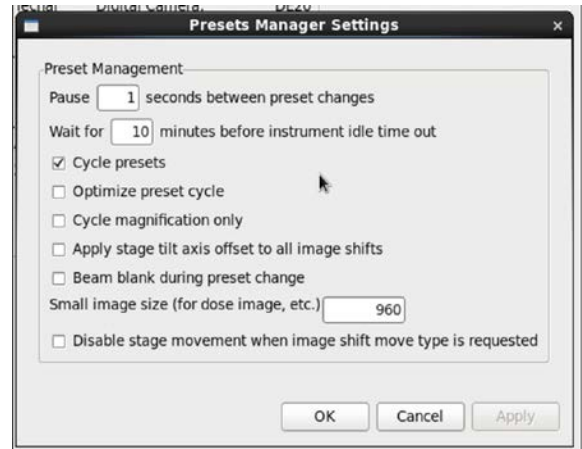 Digital Camera, DE20
Presets Manager Settings
Preset Management
Pause 1 seconds between preset changes
Wait for 10 minutes before instrument idle time out
Cycle presets
Optimize preset cycle
Cycle magnification only
Apply stage tilt axis offset to all image shifts
Beam blank during preset change
Small image size (for dose image, etc.) 960
Disable stage movement when image shift move type is requested
OK Cancel Apply